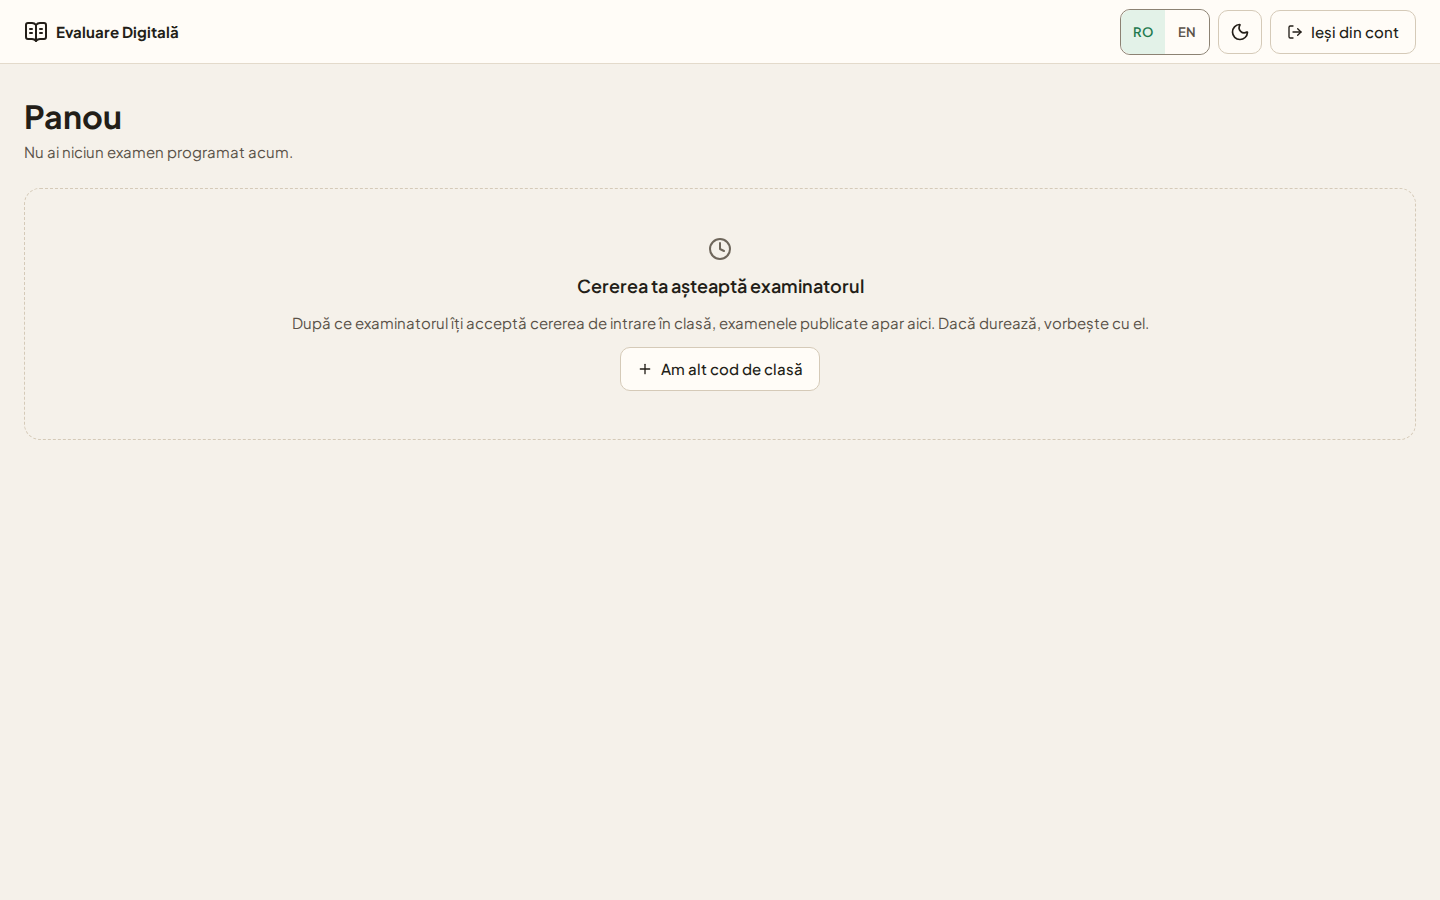 Evaluare Digitală
RO
EN
Ieși din cont
Panou
Nu ai niciun examen programat acum.
Cererea ta așteaptă examinatorul
După ce examinatorul îți acceptă cererea de intrare în clasă, examenele publicate apar aici. Dacă durează, vorbește cu el.
Am alt cod de clasă